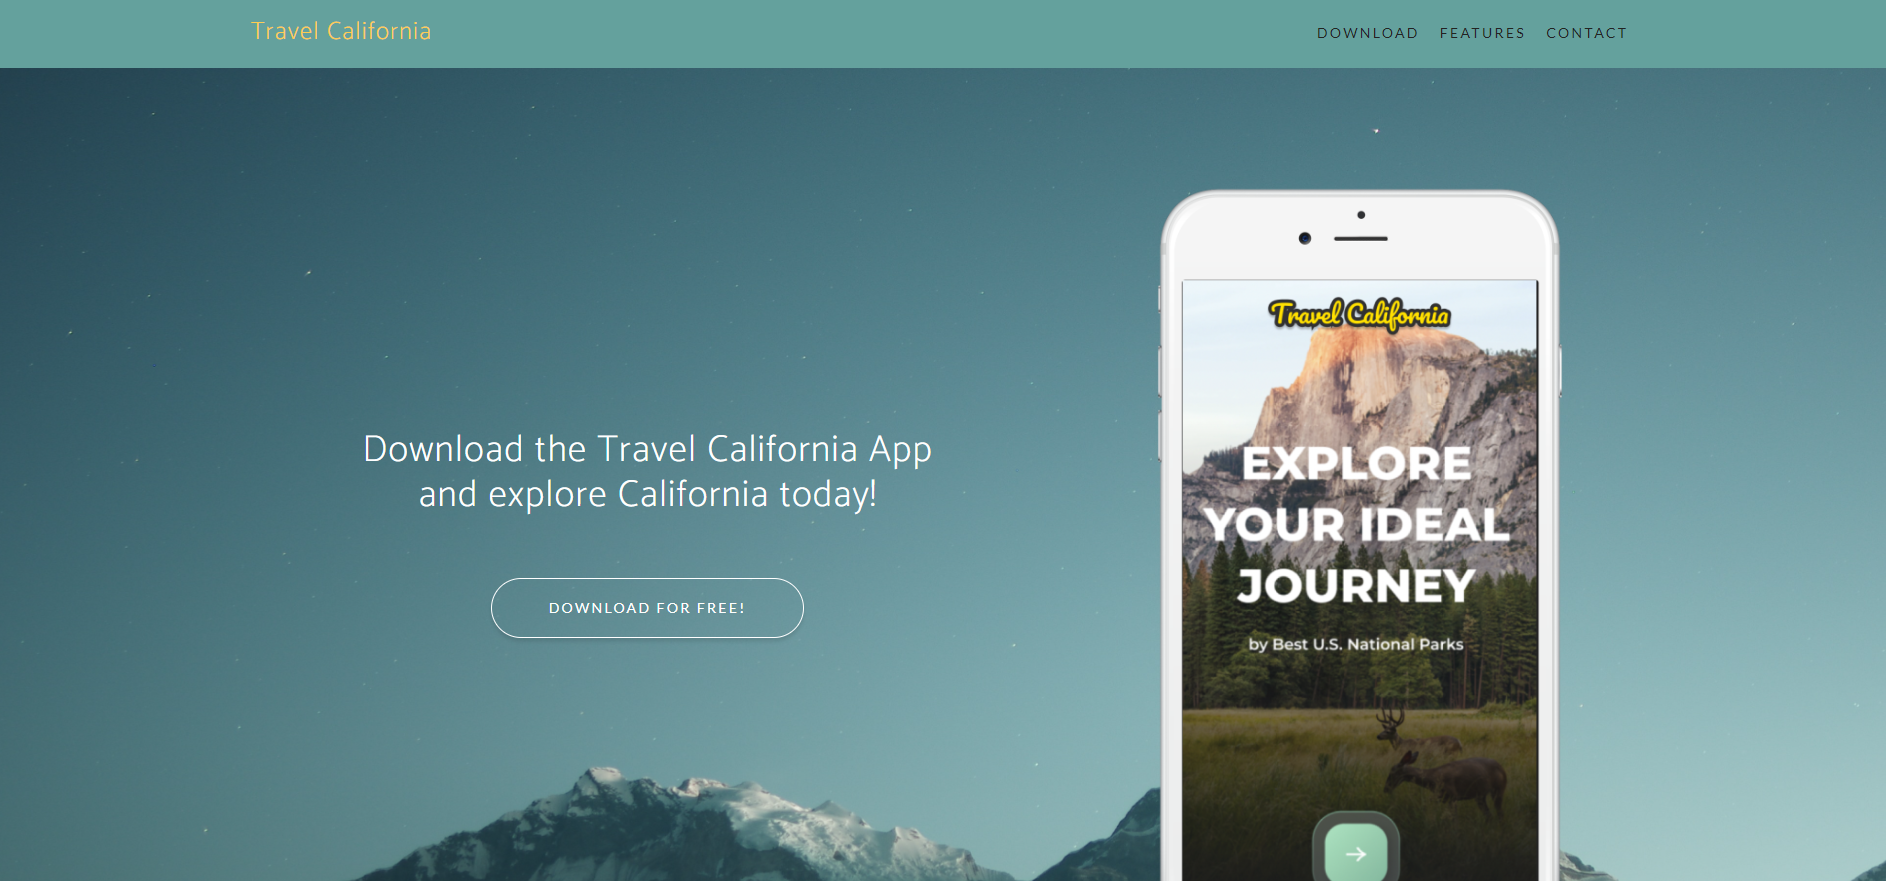 Travel California
DOWNLOAD FEATURES CONTACT
Download the Travel California App
and explore California today!
DOWNLOAD FOR FREE!
Travel California
EXPLORE
YOUR IDEAL
JOURNEY
by Best U.S. National Parks